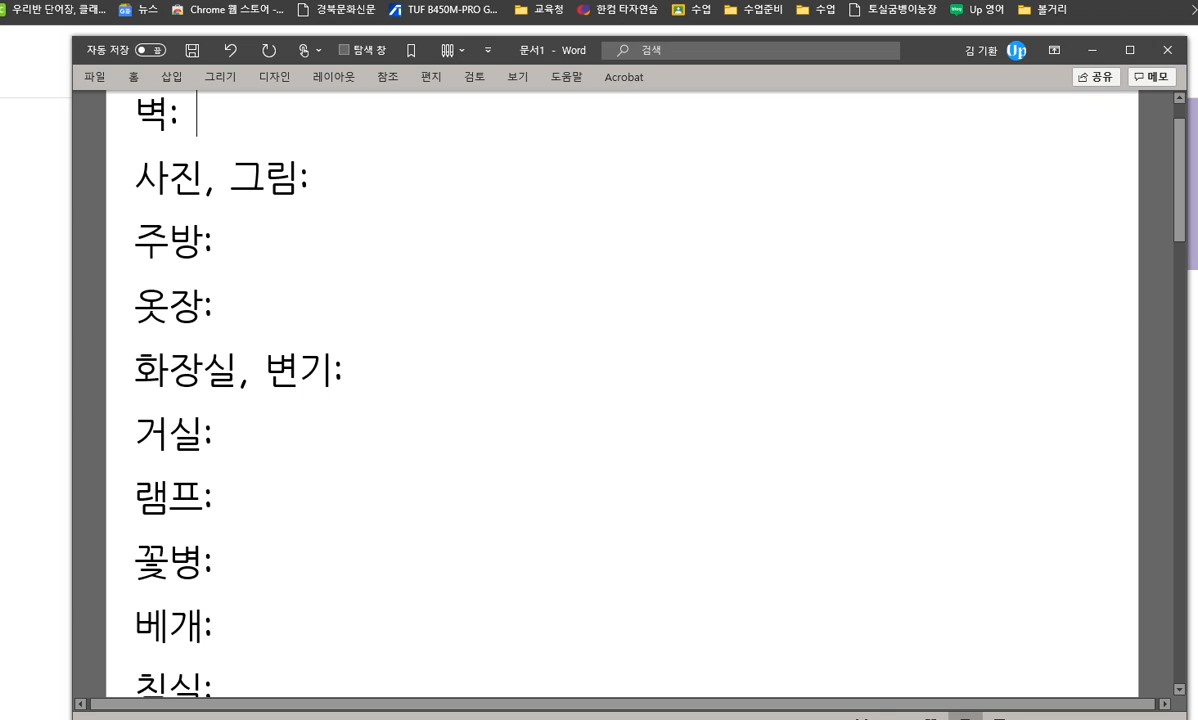 우리반 단어장, 클래... 뉴스 Chrome 웹 스토어 -... 경북문화신문 TUF B450M-PRO G... 교육청 한컴 타자연습 수업 수업준비 수업 토실굼벵이농장 Up 영어 볼거리
자동 저장 끔 탐색 창 문서1 - Word 검색 김 기환 Up
파일 홈 삽입 그리기 디자인 레이아웃 참조 편지 검토 보기 도움말 Acrobat 공유 메모
벽:
사진, 그림:
주방:
옷장:
화장실, 변기:
거실:
램프:
꽃병:
베개:
침실: